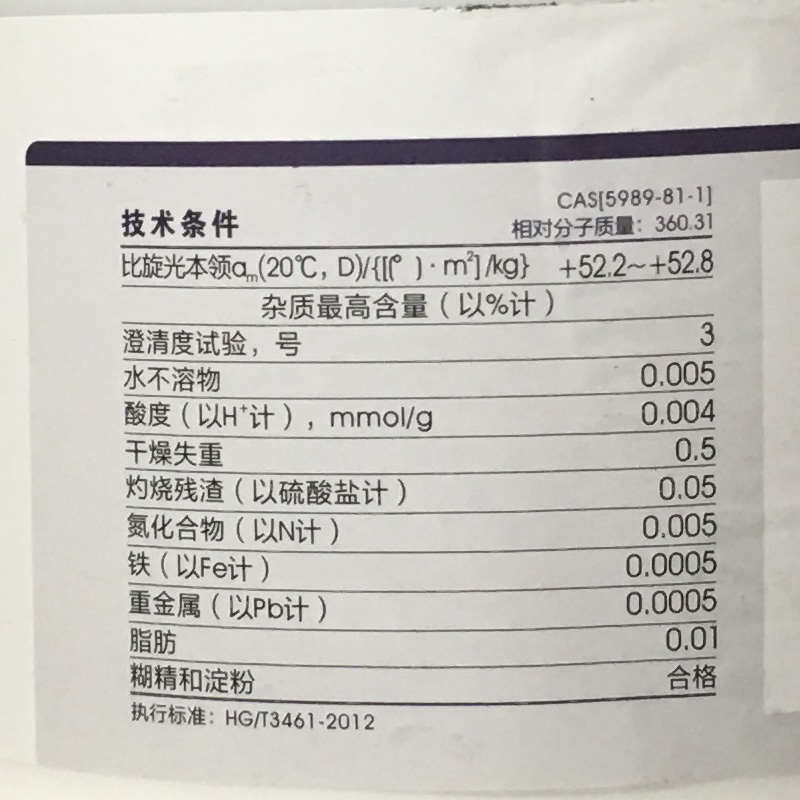 CAS[5989-81-1]
技术条件 相对分子质量：360.31
比旋光本领αm(20℃, D)/{[(° )·m²]/kg} +52.2~+52.8
杂质最高含量（以%计）
澄清度试验，号 3
水不溶物 0.005
酸度（以H⁺计），mmol/g 0.004
干燥失重 0.5
灼烧残渣（以硫酸盐计） 0.05
氮化合物（以N计） 0.005
铁（以Fe计） 0.0005
重金属（以Pb计） 0.0005
脂肪 0.01
糊精和淀粉 合格
执行标准：HG/T3461-2012